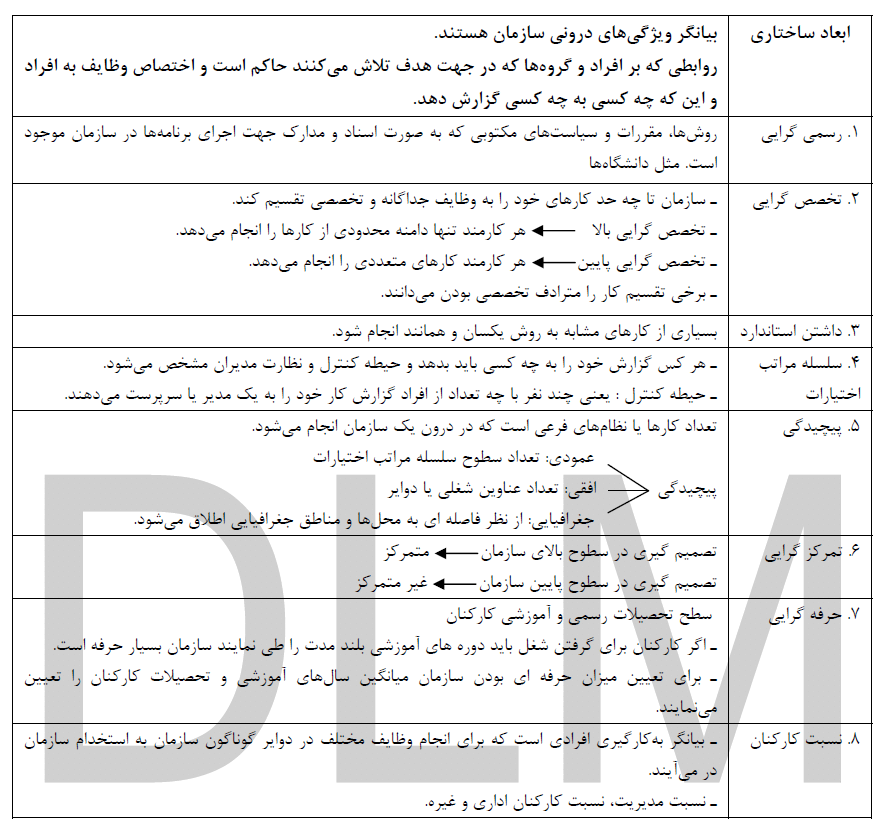 ابعاد ساختاری
بیانگر ویژگی‌های درونی سازمان هستند.
روابطی که بر افراد و گروه‌ها که در جهت هدف تلاش می‌کنند حاکم است و اختصاص وظایف به افراد
و این که چه کسی به چه کسی گزارش دهد.
۱. رسمی گرایی
روش‌ها، مقررات و سیاست‌های مکتوبی که به صورت اسناد و مدارک جهت اجرای برنامه‌ها در سازمان موجود
است. مثل دانشگاه‌ها
۲. تخصص گرایی
ـ سازمان تا چه حد کارهای خود را به وظایف جداگانه و تخصصی تقسیم کند.
ـ تخصص گرایی بالا ← هر کارمند تنها دامنه محدودی از کارها را انجام می‌دهد.
ـ تخصص گرایی پایین ← هر کارمند کارهای متعددی را انجام می‌دهد.
ـ برخی تقسیم کار را مترادف تخصصی بودن می‌دانند.
۳. داشتن استاندارد
بسیاری از کارهای مشابه به روش یکسان و همانند انجام شود.
۴. سلسله مراتب
اختیارات
ـ هر کس گزارش خود را به چه کسی باید بدهد و حیطه کنترل و نظارت مدیران مشخص می‌شود.
ـ حیطه کنترل : یعنی چند نفر با چه تعداد از افراد گزارش کار خود را به یک مدیر یا سرپرست می‌دهند.
۵. پیچیدگی
تعداد کارها یا نظام‌های فرعی است که در درون یک سازمان انجام می‌شود.
عمودی: تعداد سطوح سلسله مراتب اختیارات
پیچیدگی
افقی: تعداد عناوین شغلی یا دوایر
جغرافیایی: از نظر فاصله ای به محل‌ها و مناطق جغرافیایی اطلاق می‌شود.
۶. تمرکز گرایی
تصمیم گیری در سطوح بالای سازمان ← متمرکز
تصمیم گیری در سطوح پایین سازمان ← غیر متمرکز
۷. حرفه گرایی
سطح تحصیلات رسمی و آموزشی کارکنان
ـ اگر کارکنان برای گرفتن شغل باید دوره های آموزشی بلند مدت را طی نمایند سازمان بسیار حرفه است.
ـ برای تعیین میزان حرفه ای بودن سازمان میانگین سال‌های آموزشی و تحصیلات کارکنان را تعیین
می‌نمایند.
۸. نسبت کارکنان
ـ بیانگر به‌کارگیری افرادی است که برای انجام وظایف مختلف در دوایر گوناگون سازمان به استخدام سازمان
در می‌آیند.
ـ نسبت مدیریت، نسبت کارکنان اداری و غیره.
DLM